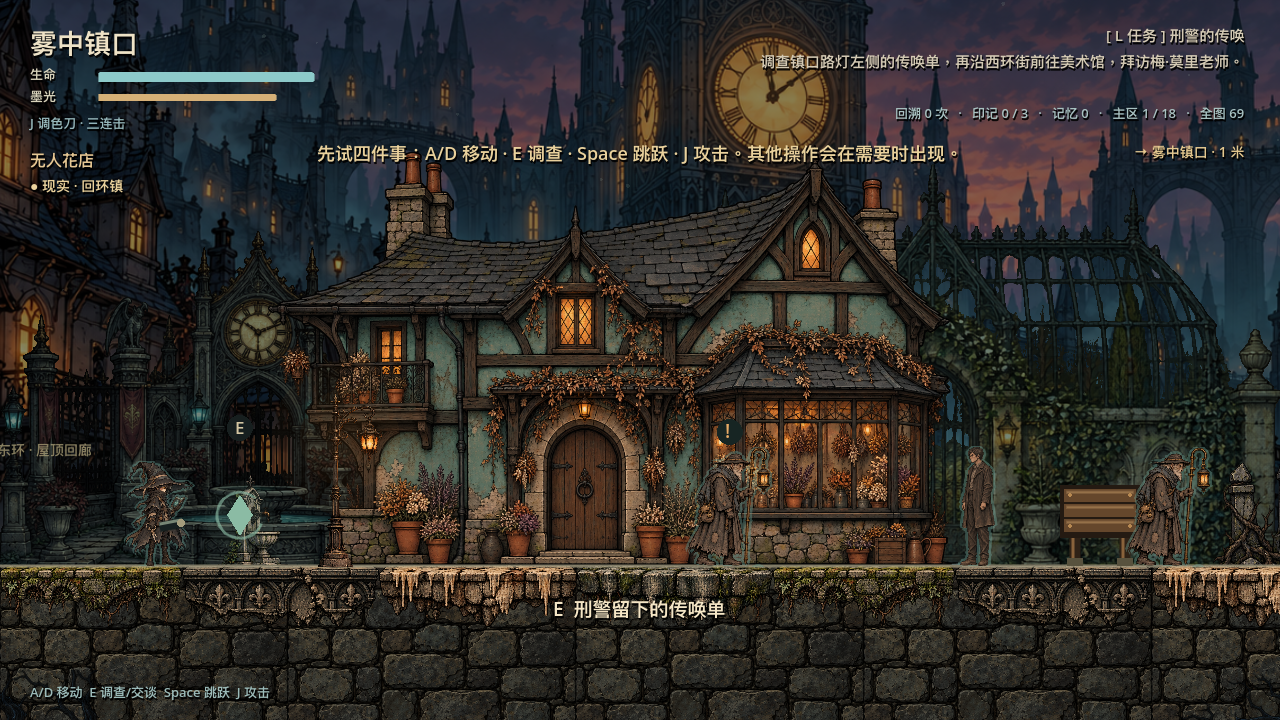 雾中镇口
生命
墨光
J 调色刀 · 三连击
无人花店
● 现实 · 回环镇
[ L 任务 ] 刑警的传唤
调查镇口路灯左侧的传唤单，再沿西环街前往美术馆，拜访梅·莫里老师。
回溯 0 次 · 印记 0 / 3 · 记忆 0 · 主区 1 / 18 · 全图 69
先试四件事：A/D 移动 · E 调查 · Space 跳跃 · J 攻击。其他操作会在需要时出现。
→ 雾中镇口 · 1 米
E
!
东环 · 屋顶回廊
E 刑警留下的传唤单
A/D 移动 E 调查/交谈 Space 跳跃 J 攻击